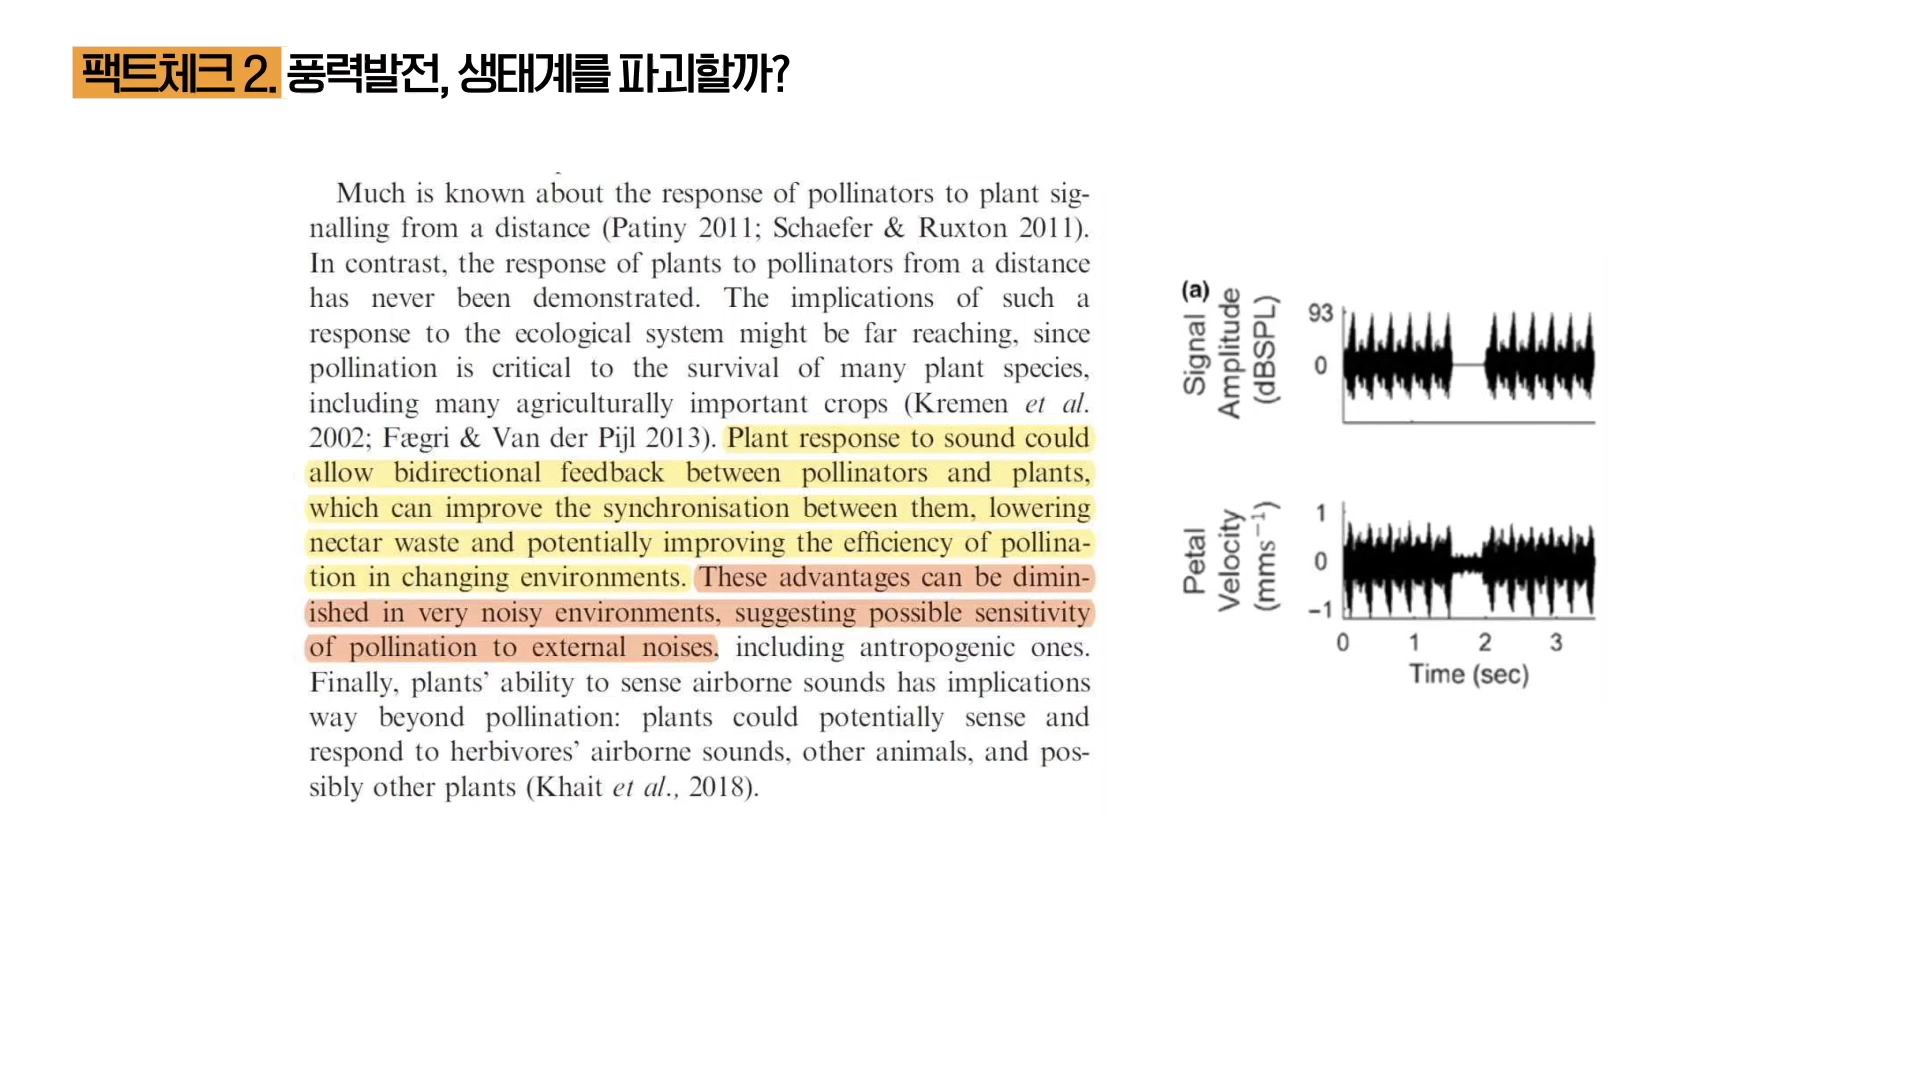 팩트체크 2. 풍력발전, 생태계를 파괴할까?
Much is known about the response of pollinators to plant sig-
nalling from a distance (Patiny 2011; Schaefer & Ruxton 2011).
In contrast, the response of plants to pollinators from a distance
has never been demonstrated. The implications of such a
response to the ecological system might be far reaching, since
pollination is critical to the survival of many plant species,
including many agriculturally important crops (Kremen et al.
2002; Fægri & Van der Pijl 2013). Plant response to sound could
allow bidirectional feedback between pollinators and plants,
which can improve the synchronisation between them, lowering
nectar waste and potentially improving the efficiency of pollina-
tion in changing environments. These advantages can be dimin-
ished in very noisy environments, suggesting possible sensitivity
of pollination to external noises, including antropogenic ones.
Finally, plants' ability to sense airborne sounds has implications
way beyond pollination: plants could potentially sense and
respond to herbivores' airborne sounds, other animals, and pos-
sibly other plants (Khait et al., 2018).
(a)
Signal
Amplitude
(dBSPL)
93
0
Petal
Velocity
(mms⁻¹)
1
0
−1
0 1 2 3
Time (sec)